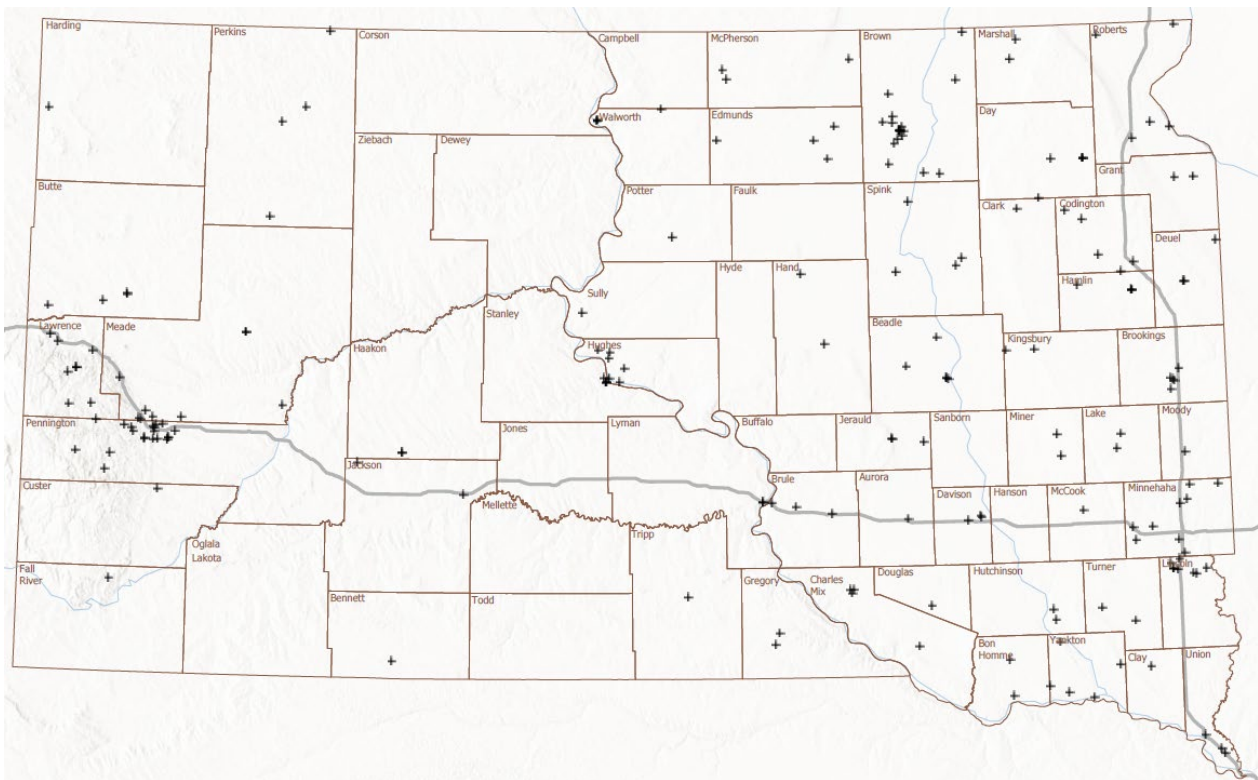 Harding
Perkins
Corson
Campbell
McPherson
Brown
Marshall
Roberts
Walworth
Edmunds
Day
Ziebach
Dewey
Grant
Butte
Potter
Faulk
Spink
Clark
Codington
Deuel
Hyde
Hand
Hamlin
Sully
Stanley
Lawrence
Meade
Beadle
Kingsbury
Brookings
Haakon
Hughes
Pennington
Jones
Lyman
Buffalo
Jerauld
Sanborn
Miner
Lake
Moody
Jackson
Brule
Aurora
Custer
Davison
Hanson
McCook
Minnehaha
Mellette
Tripp
Oglala
Lakota
Fall
River
Gregory
Charles
Mix
Douglas
Hutchinson
Turner
Lincoln
Bennett
Todd
Bon
Homme
Yankton
Clay
Union